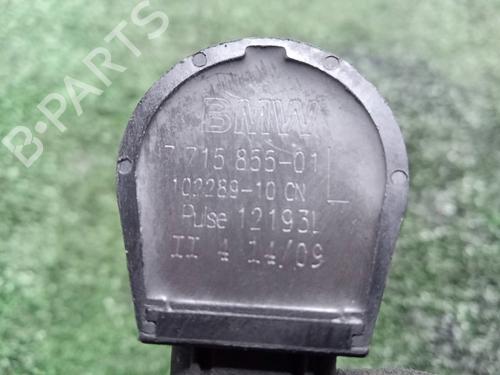 B-PARTS
BMW
7 715 855-01 L
102289-10 CN
Pulse 12193L
II 4 14/09